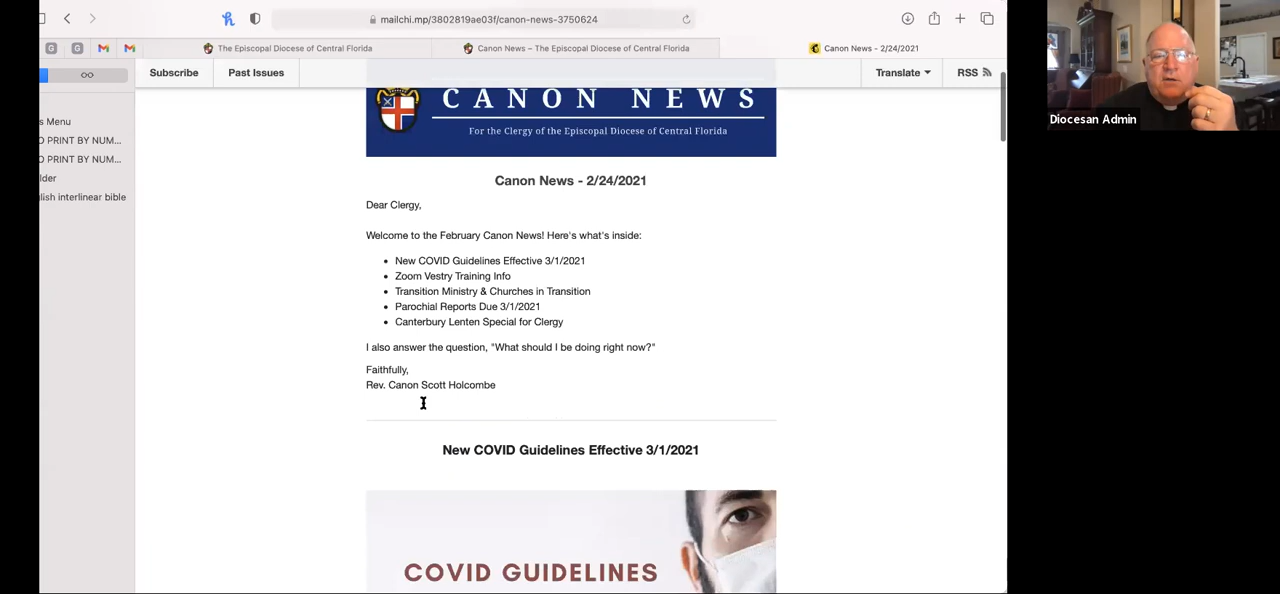 mailchi.mp/3802819ae03f/canon-news-3750624
The Episcopal Diocese of Central Florida
Canon News – The Episcopal Diocese of Central Florida
Canon News - 2/24/2021
Subscribe
Past Issues
Translate
RSS
s Menu
O PRINT BY NUM...
O PRINT BY NUM...
lder
lish interlinear bible
CANON NEWS
For the Clergy of the Episcopal Diocese of Central Florida
Canon News - 2/24/2021
Dear Clergy,
Welcome to the February Canon News! Here's what's inside:
New COVID Guidelines Effective 3/1/2021
Zoom Vestry Training Info
Transition Ministry & Churches in Transition
Parochial Reports Due 3/1/2021
Canterbury Lenten Special for Clergy
I also answer the question, "What should I be doing right now?"
Faithfully,
Rev. Canon Scott Holcombe
New COVID Guidelines Effective 3/1/2021
COVID GUIDELINES
Diocesan Admin